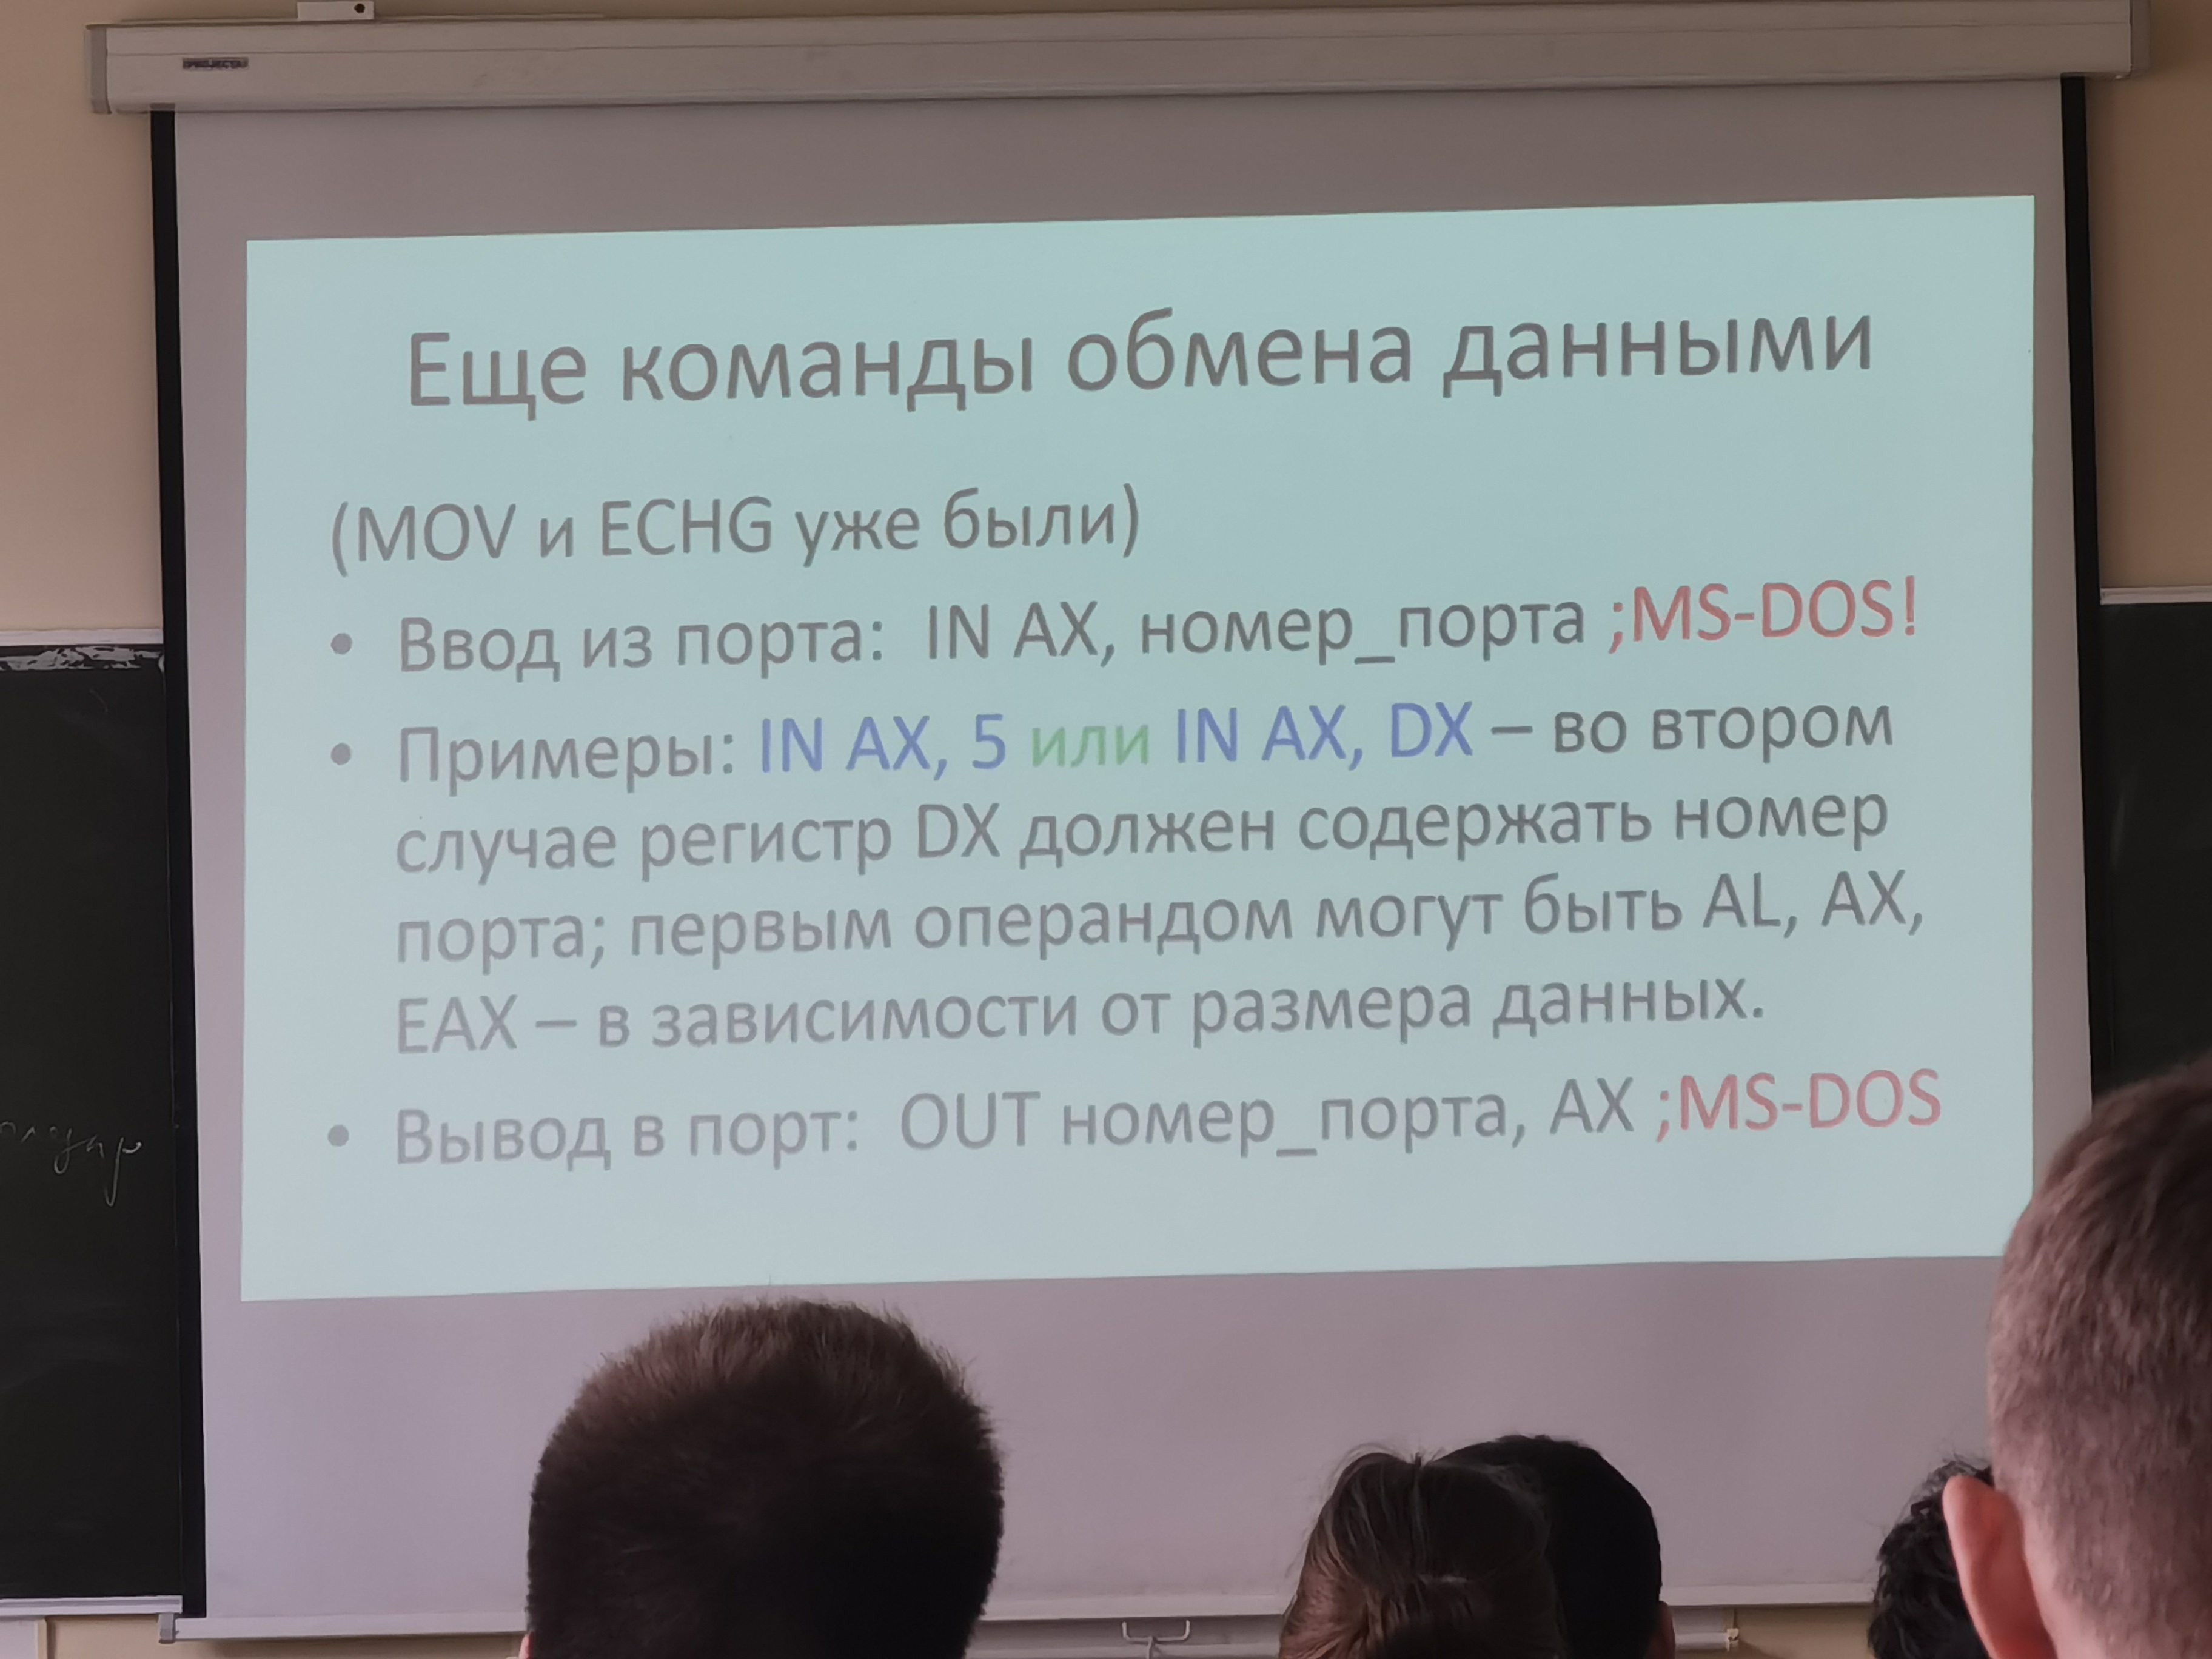 PROJECTA
Еще команды обмена данными
(MOV и ECHG уже были)
• Ввод из порта: IN AX, номер_порта ;MS-DOS!
• Примеры: IN AX, 5 или IN AX, DX – во втором
случае регистр DX должен содержать номер
порта; первым операндом могут быть AL, AX,
EAX – в зависимости от размера данных.
• Вывод в порт: OUT номер_порта, AX ;MS-DOS